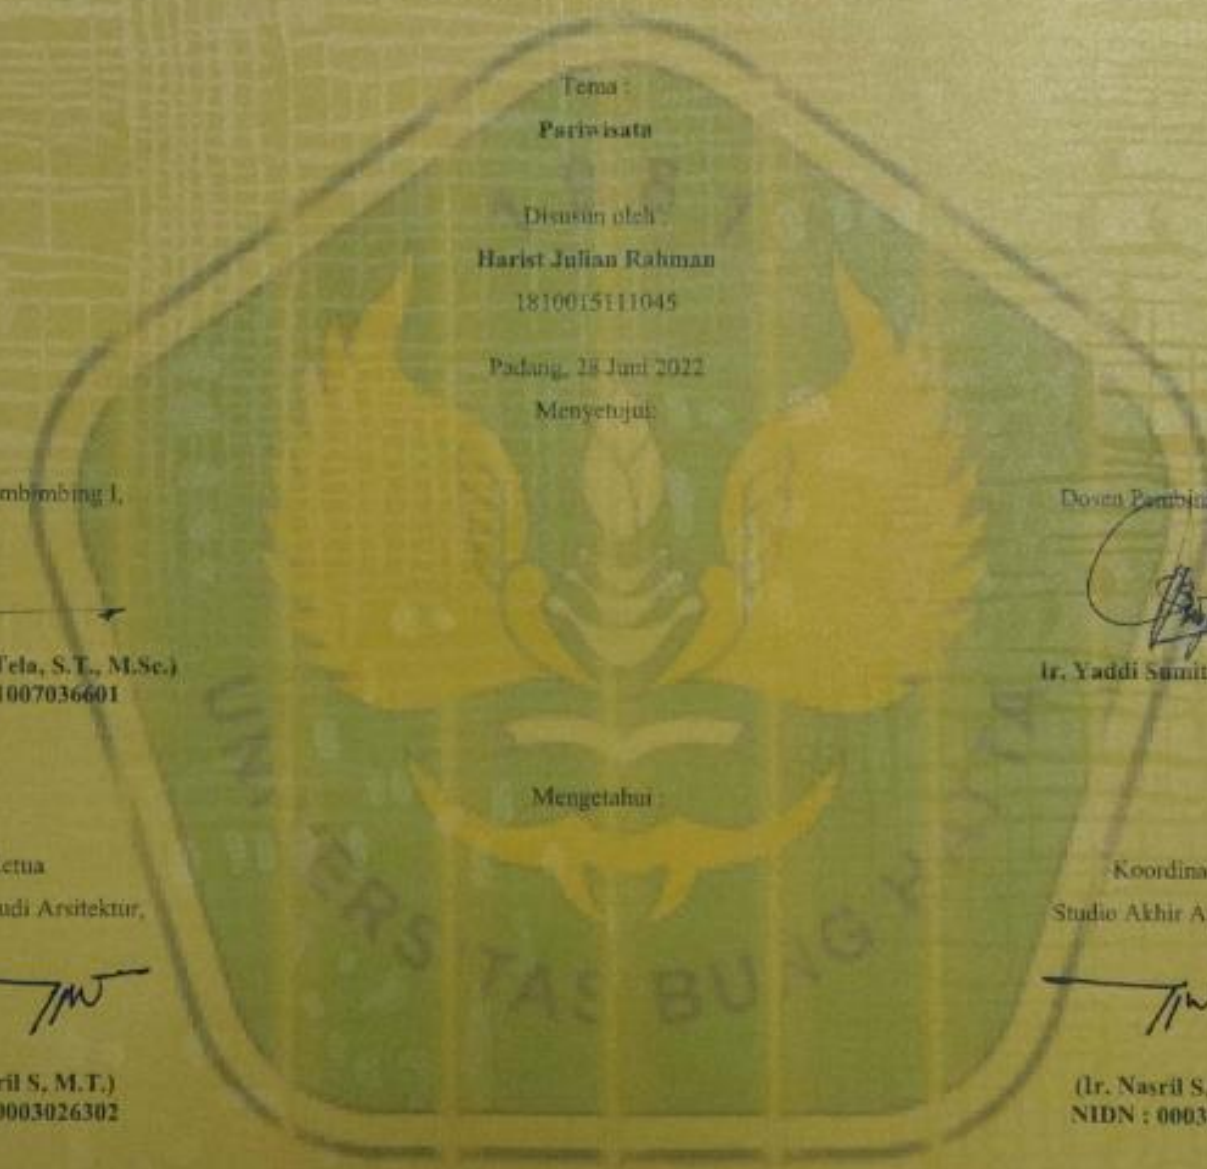 Tema :
Pariwisata
Disusun oleh :
Harist Julian Rahman
1810015111045
Padang, 28 Juni 2022
Menyetujui:
mbimbing I,
Dosen Pembim
Tela, S.T., M.Sc.)
1007036601
Ir. Yaddi Sumit
Mengetahui :
etua
udi Arsitektur,
Koordina
Studio Akhir A
ril S, M.T.)
0003026302
(Ir. Nasril S,
NIDN : 0003
UNIVERSITAS BUNG HATTA